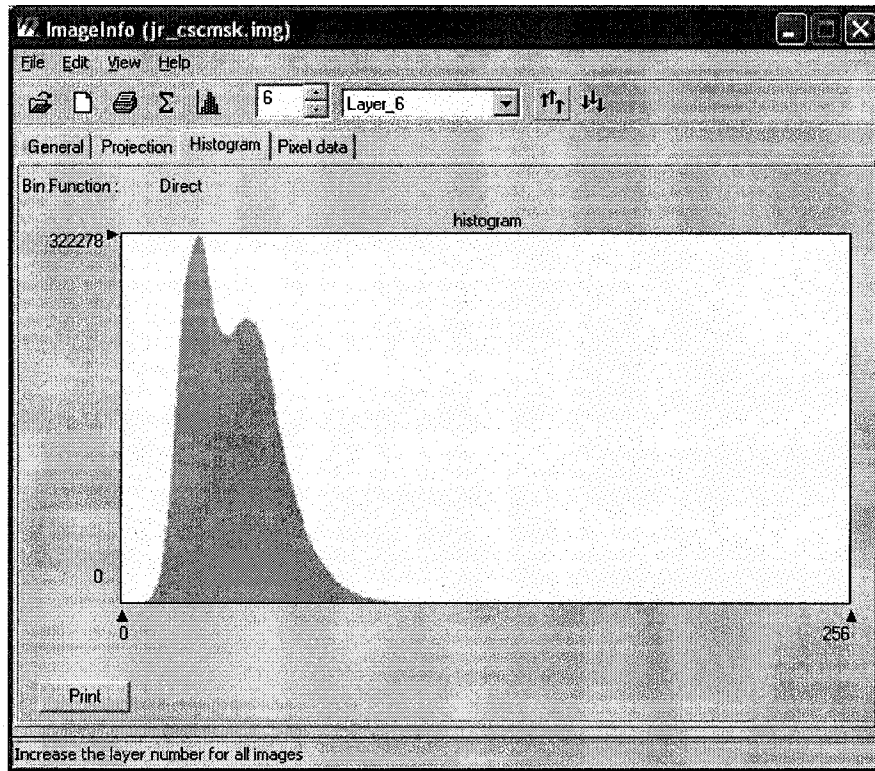 ImageInfo (jr_cscmsk.img)
File Edit View Help
6 Layer_6
General Projection Histogram Pixel data
Bin Function : Direct
histogram
322278
0
0 256
Print
Increase the layer number for all images